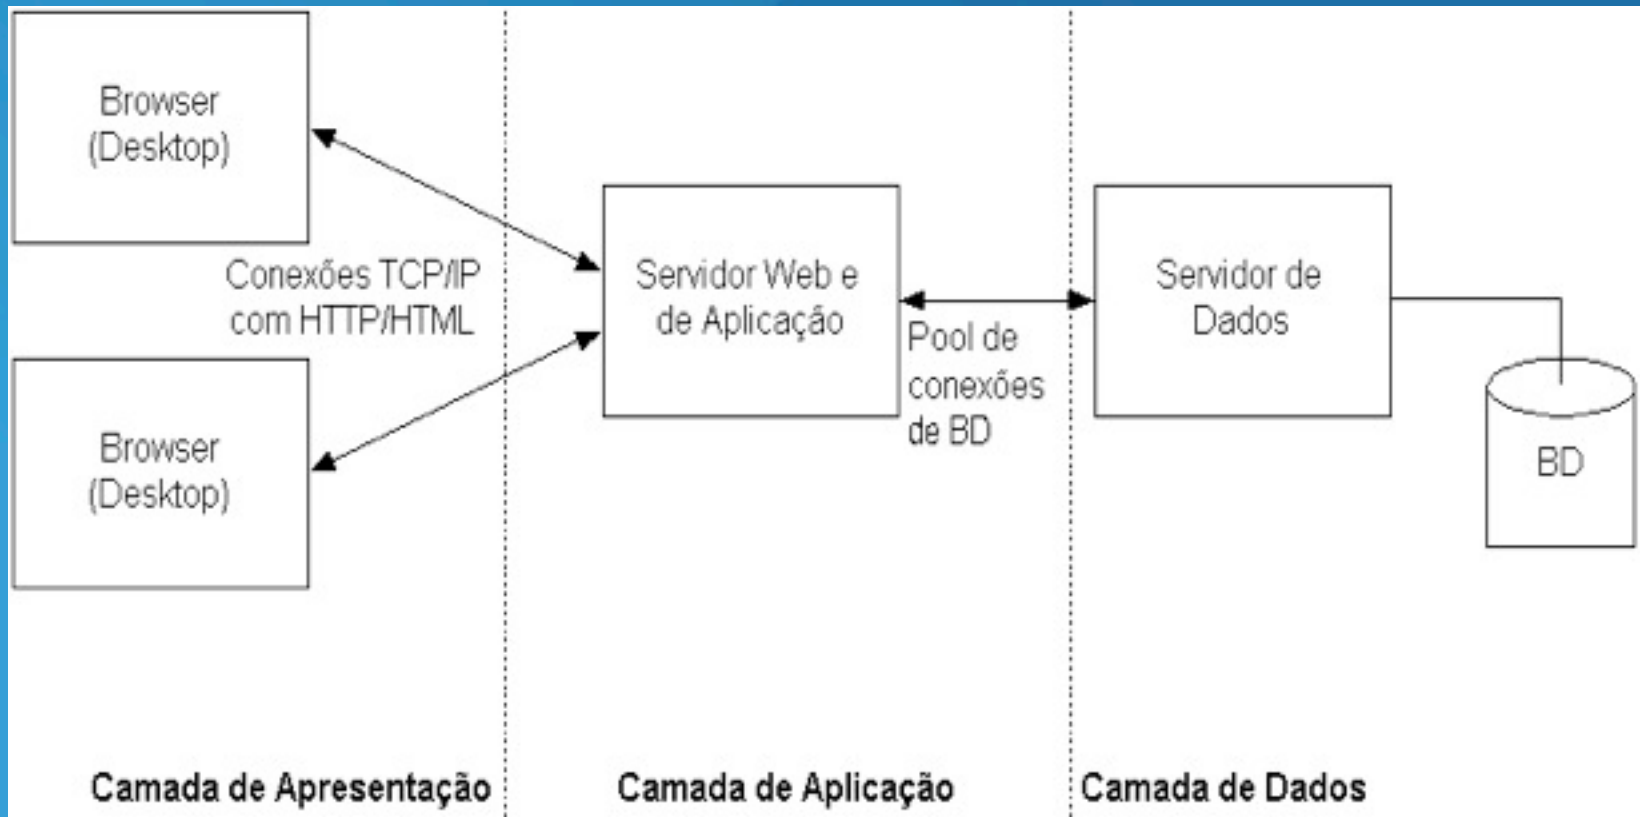 Browser
(Desktop)
Conexões TCP/IP
com HTTP/HTML
Browser
(Desktop)
Servidor Web e
de Aplicação
Pool de
conexões
de BD
Servidor de
Dados
BD
Camada de Apresentação
Camada de Aplicação
Camada de Dados